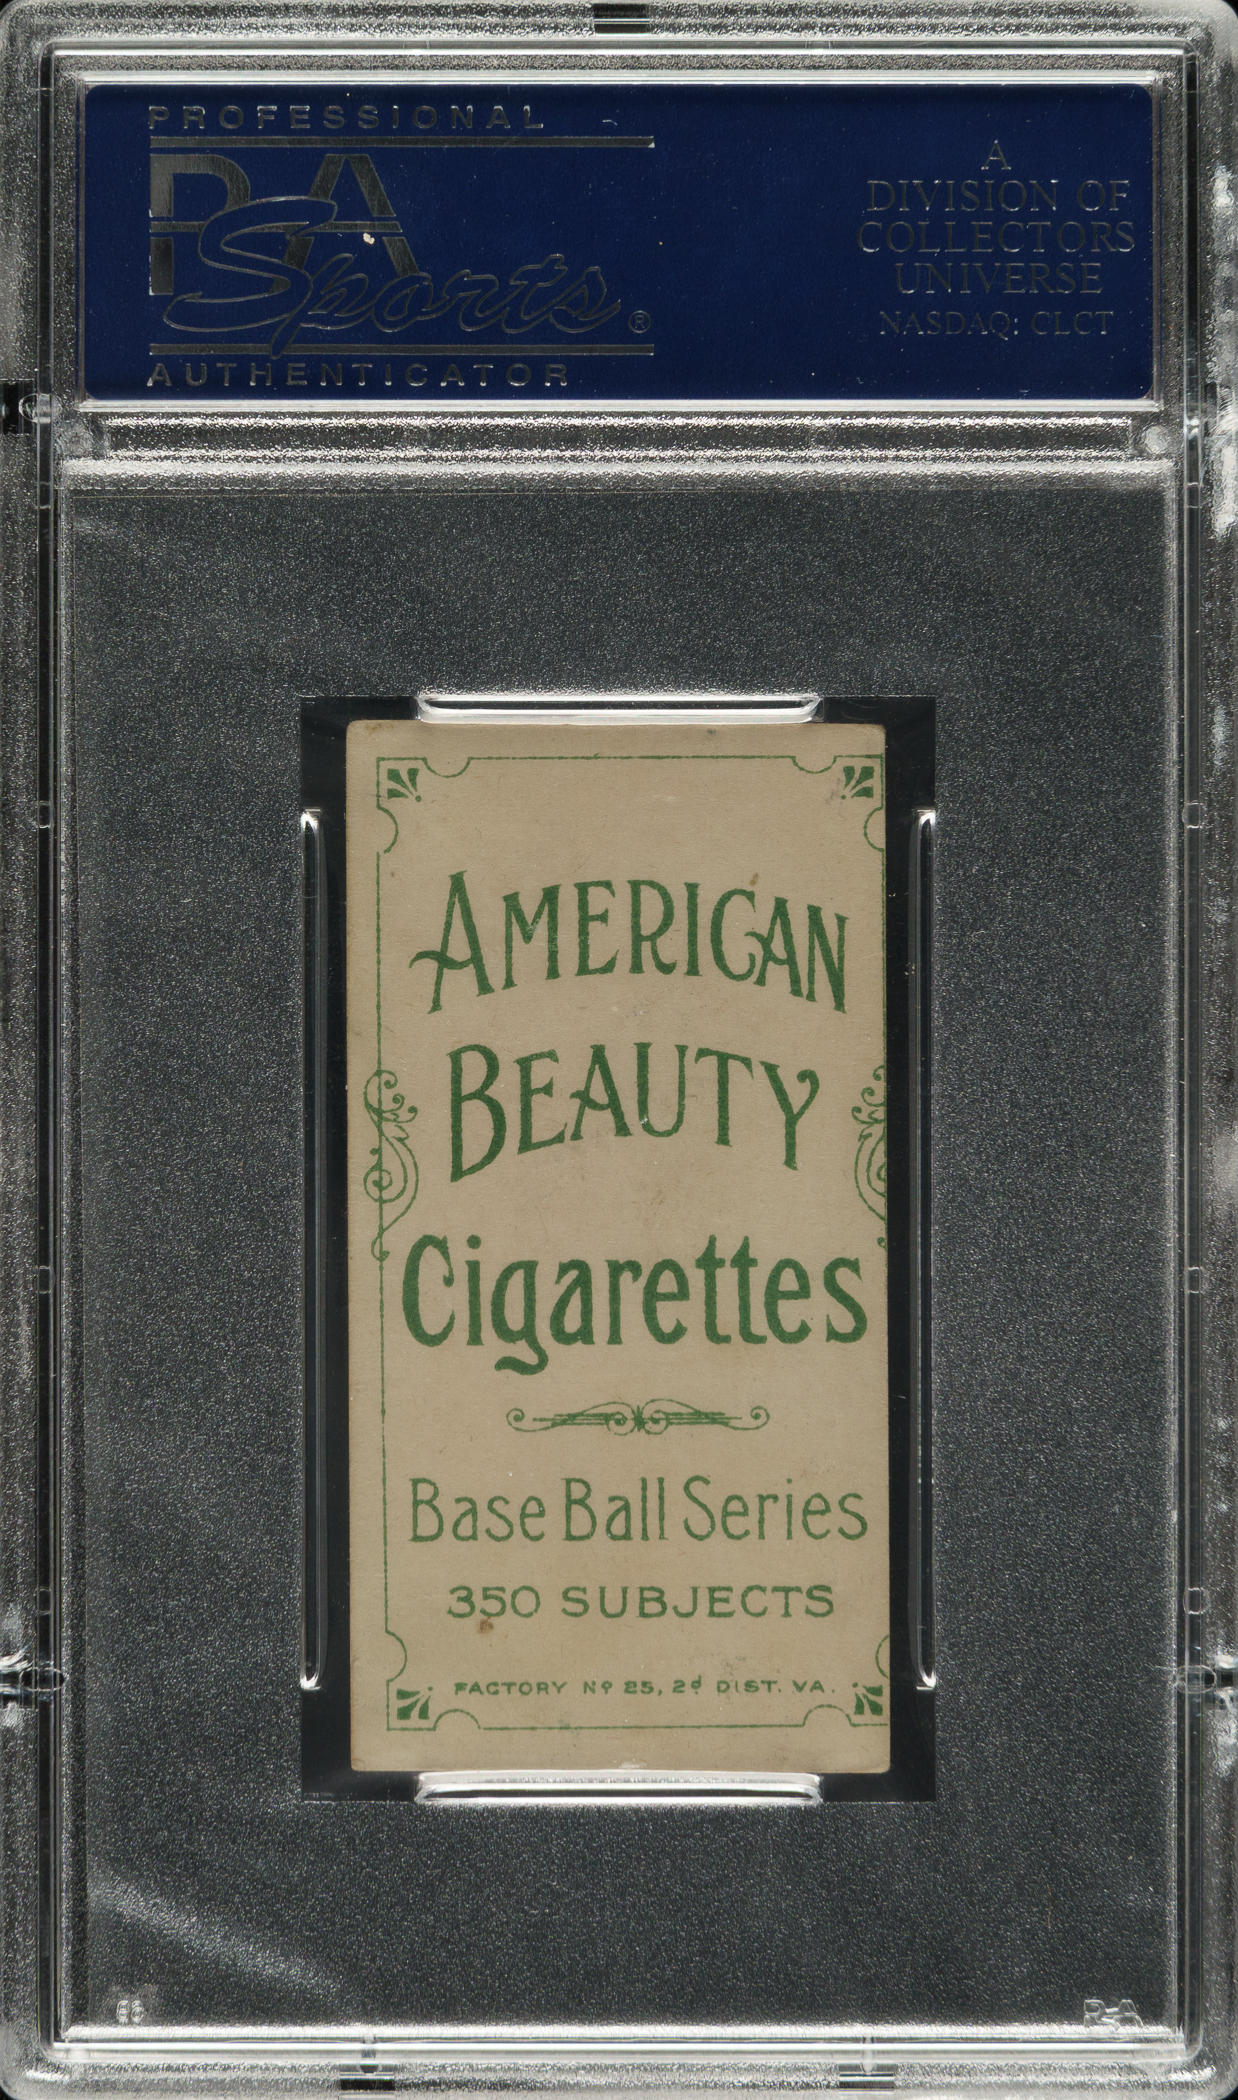 PROFESSIONAL
PSA
Sports®
AUTHENTICATOR
A
DIVISION OF
COLLECTORS
UNIVERSE
NASDAQ: CLCT
AMERICAN
BEAUTY
Cigarettes
Base Ball Series
350 SUBJECTS
FACTORY Nº 25, 2d DIST. VA.
PSA